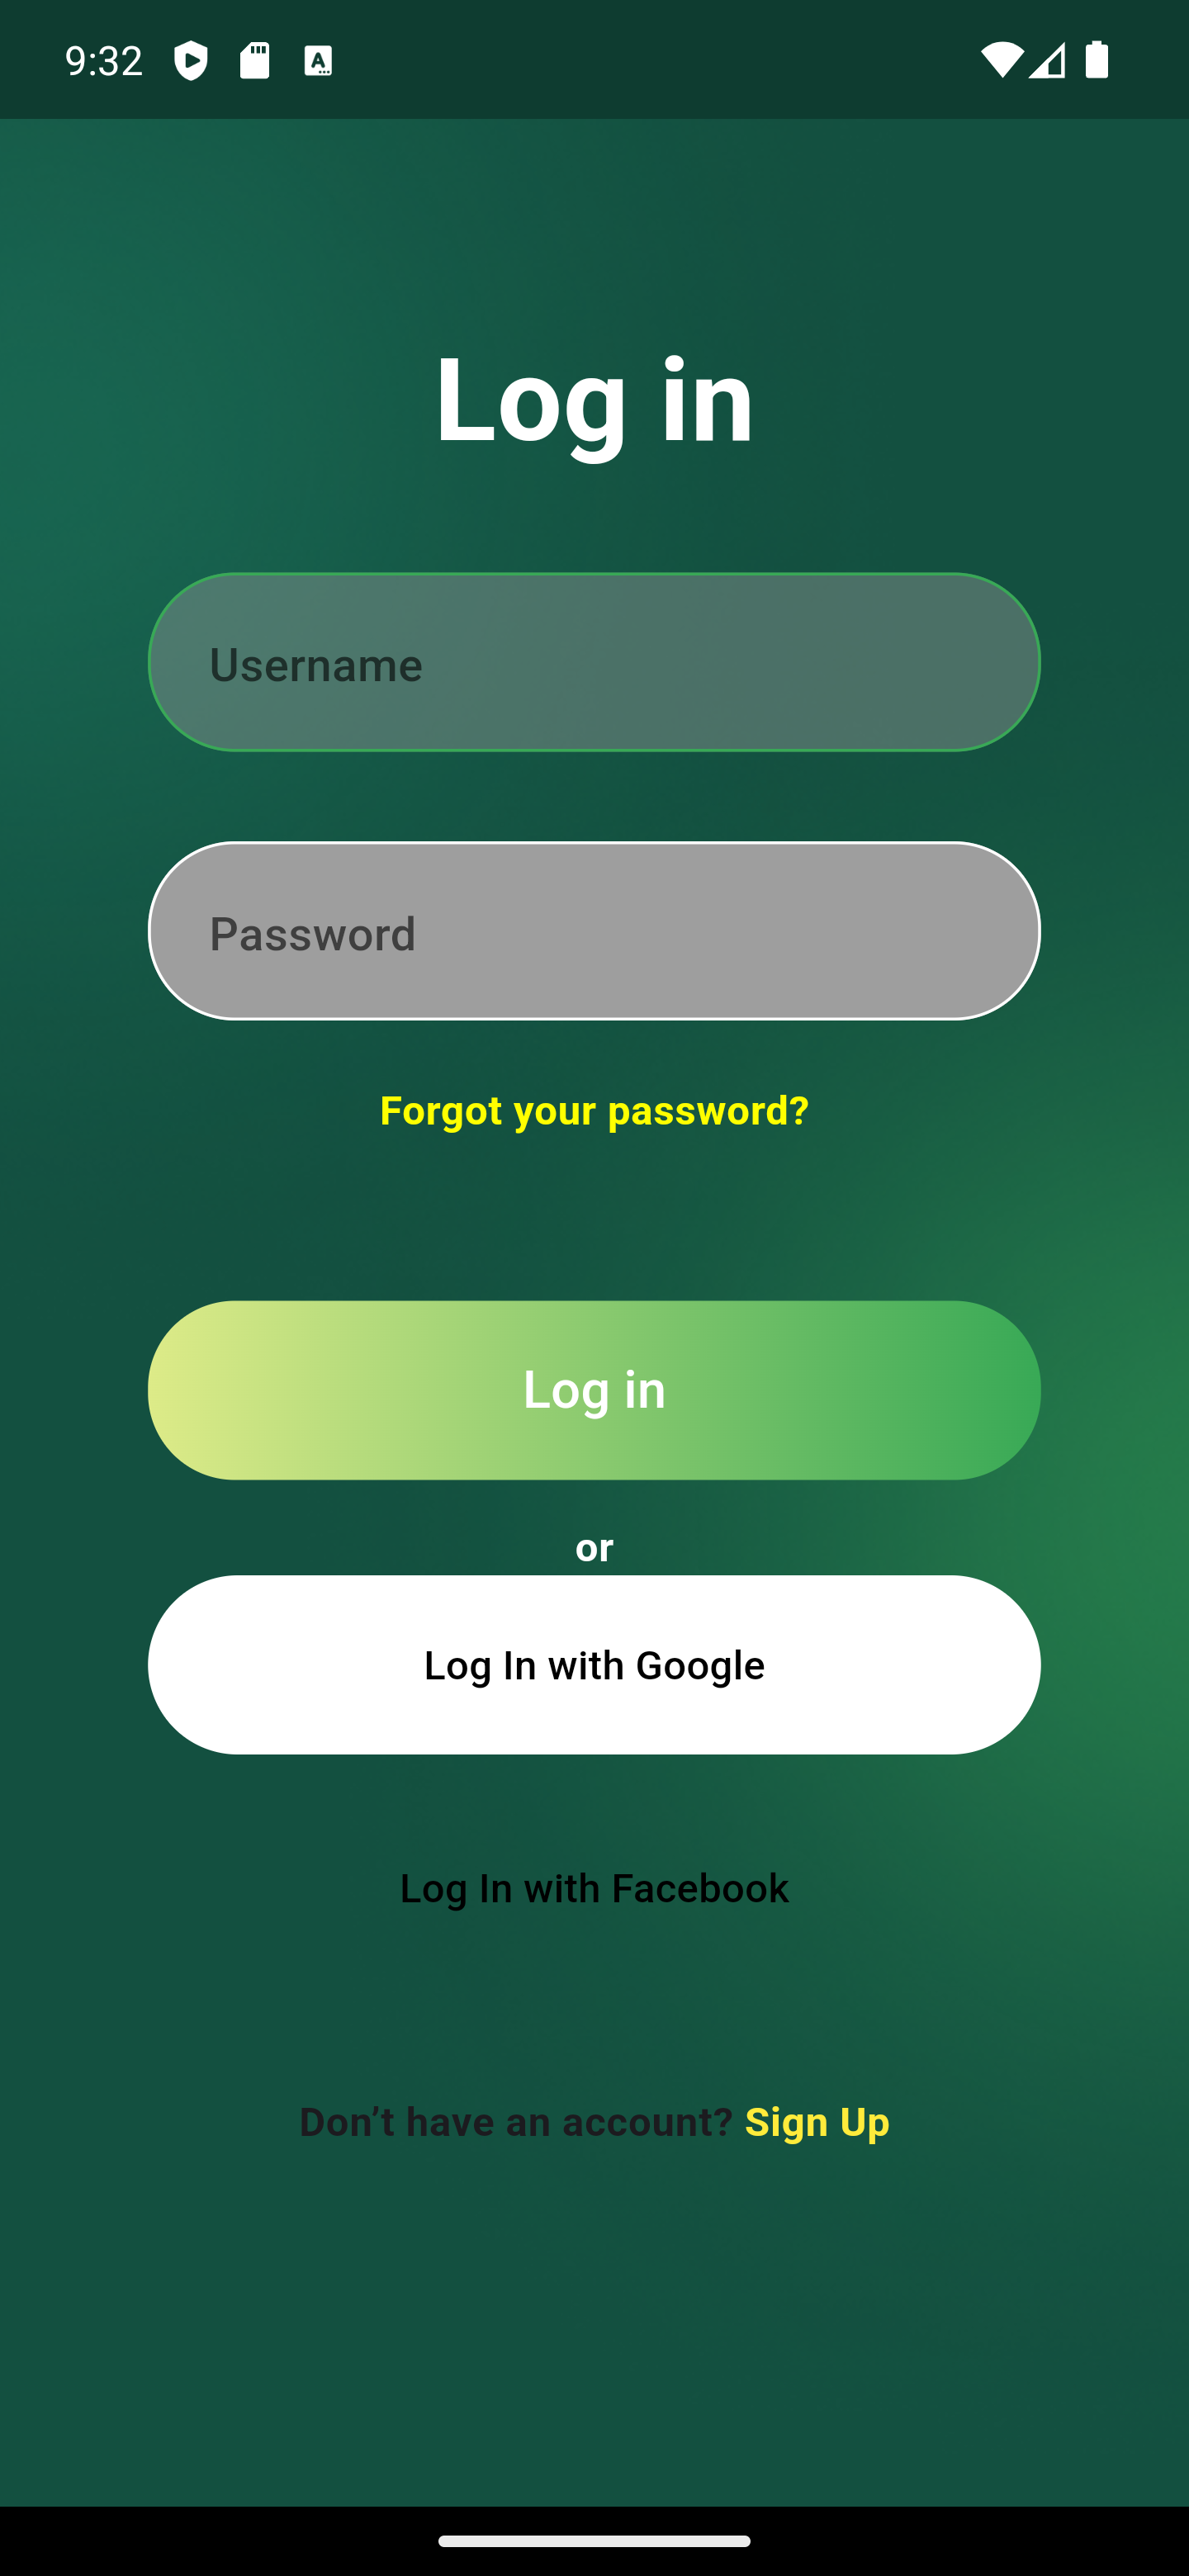 9:32
Log in
Username
Password
Forgot your password?
Log in
or
Log In with Google
Log In with Facebook
Don’t have an account? Sign Up